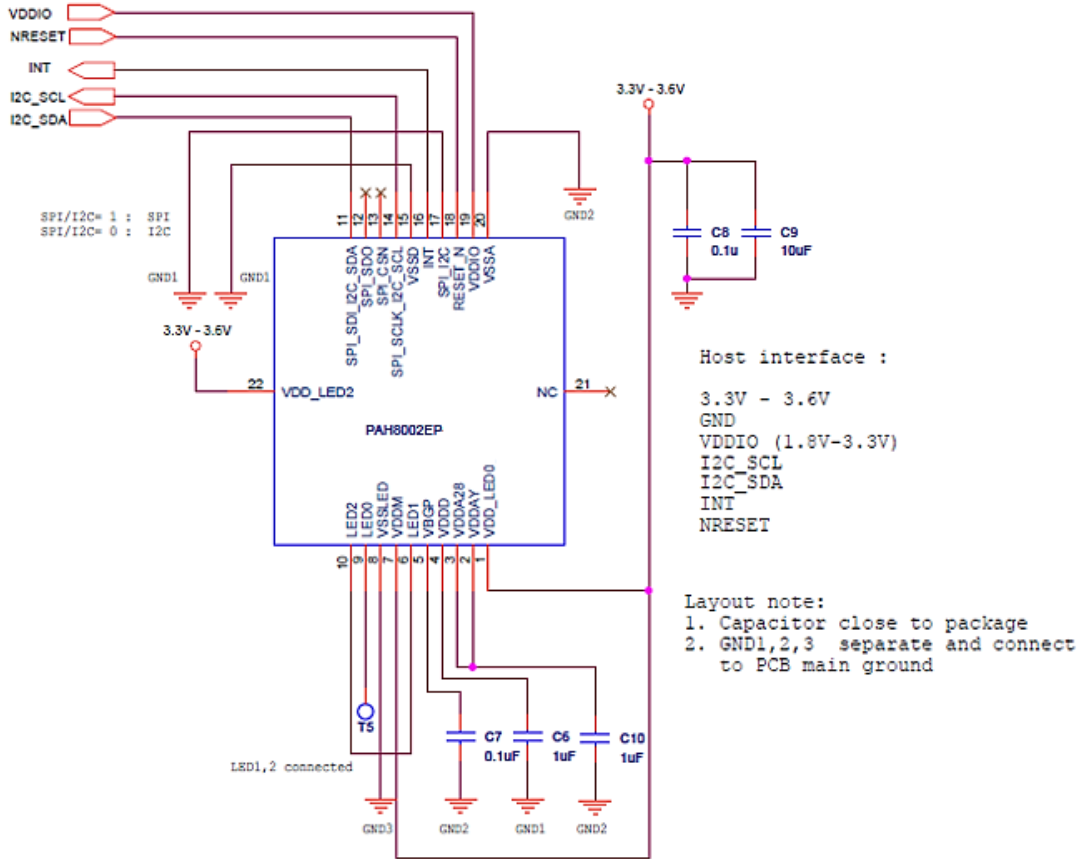 VDDIO
NRESET
INT
I2C_SCL
I2C_SDA
3.3V - 3.6V
GND2
SPI/I2C= 1 : SPI
SPI/I2C= 0 : I2C
11
12
13
14
15
16
17
18
19
20
SPI_SDI_I2C_SDA
SPI_SDO
SPI_CSN
SPI_SCLK_I2C_SCL
VSSD
INT
SPI_I2C
RESET_N
VDDIO
VSSA
C8
0.1u
C9
10uF
GND1
GND1
3.3V - 3.6V
22
VDD_LED2
NC
21
PAH8002EP
Host interface :
3.3V - 3.6V
GND
VDDIO (1.8V-3.3V)
I2C_SCL
I2C_SDA
INT
NRESET
LED2
LED0
VSSLED
VDDM
LED1
VBGP
VDDD
VDDA28
VDDAY
VDD_LED0
10
9
8
7
6
5
4
3
2
1
Layout note:
1. Capacitor close to package
2. GND1,2,3 separate and connect
to PCB main ground
T5
C7
0.1uF
C6
1uF
C10
1uF
LED1,2 connected
GND3
GND2
GND1
GND2